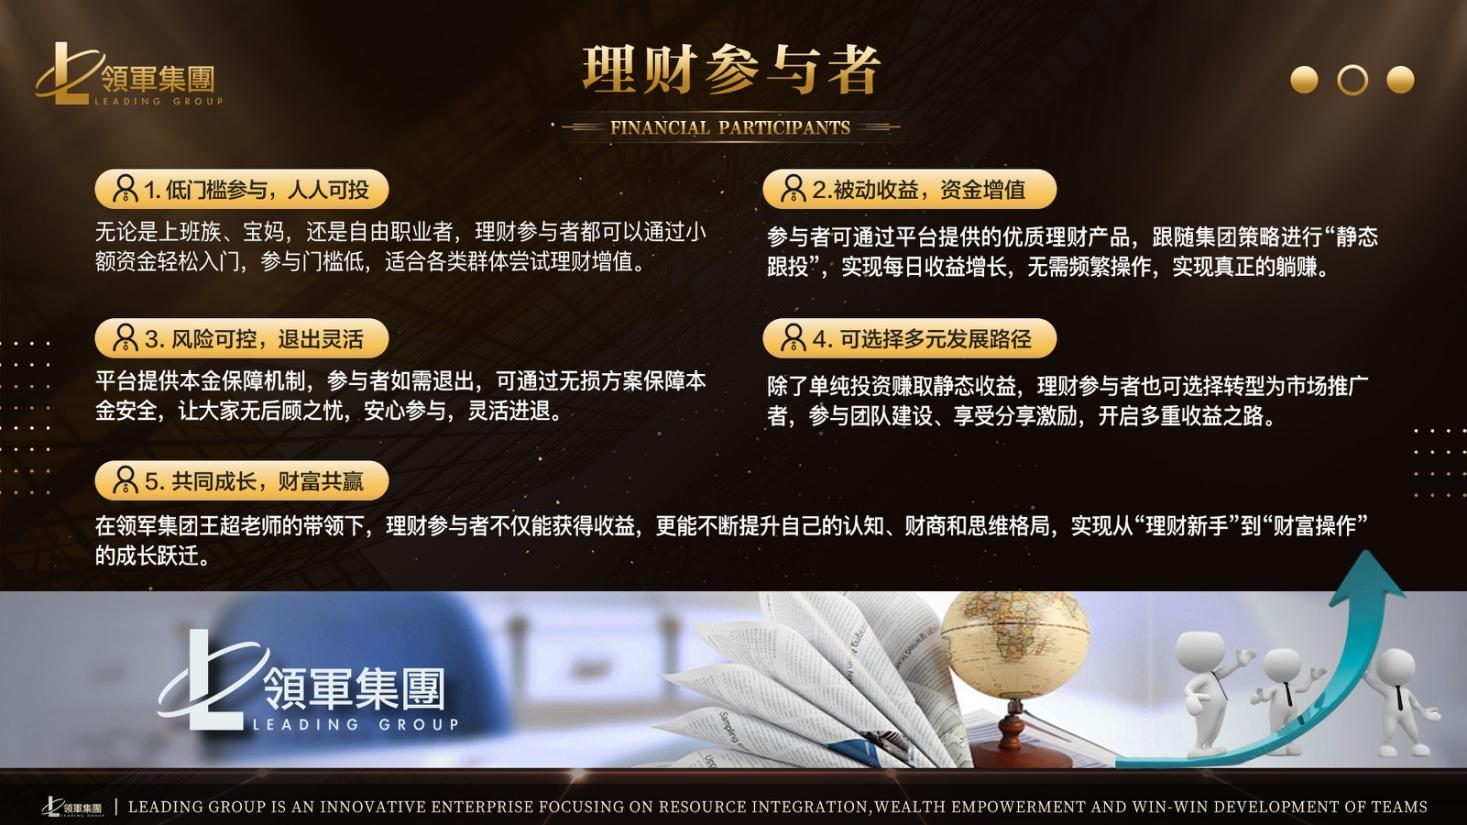 領軍集團
LEADING GROUP
理财参与者
FINANCIAL PARTICIPANTS
1. 低门槛参与，人人可投
无论是上班族、宝妈，还是自由职业者，理财参与者都可以通过小
额资金轻松入门，参与门槛低，适合各类群体尝试理财增值。
2.被动收益，资金增值
参与者可通过平台提供的优质理财产品，跟随集团策略进行“静态
跟投”，实现每日收益增长，无需频繁操作，实现真正的躺赚。
3. 风险可控，退出灵活
平台提供本金保障机制，参与者如需退出，可通过无损方案保障本
金安全，让大家无后顾之忧，安心参与，灵活进退。
4. 可选择多元发展路径
除了单纯投资赚取静态收益，理财参与者也可选择转型为市场推广
者，参与团队建设、享受分享激励，开启多重收益之路。
5. 共同成长，财富共赢
在领军集团王超老师的带领下，理财参与者不仅能获得收益，更能不断提升自己的认知、财商和思维格局，实现从“理财新手”到“财富操作”
的成长跃迁。
領軍集團
LEADING GROUP
Sampling
領軍集團
LEADING GROUP IS AN INNOVATIVE ENTERPRISE FOCUSING ON RESOURCE INTEGRATION,WEALTH EMPOWERMENT AND WIN-WIN DEVELOPMENT OF TEAMS